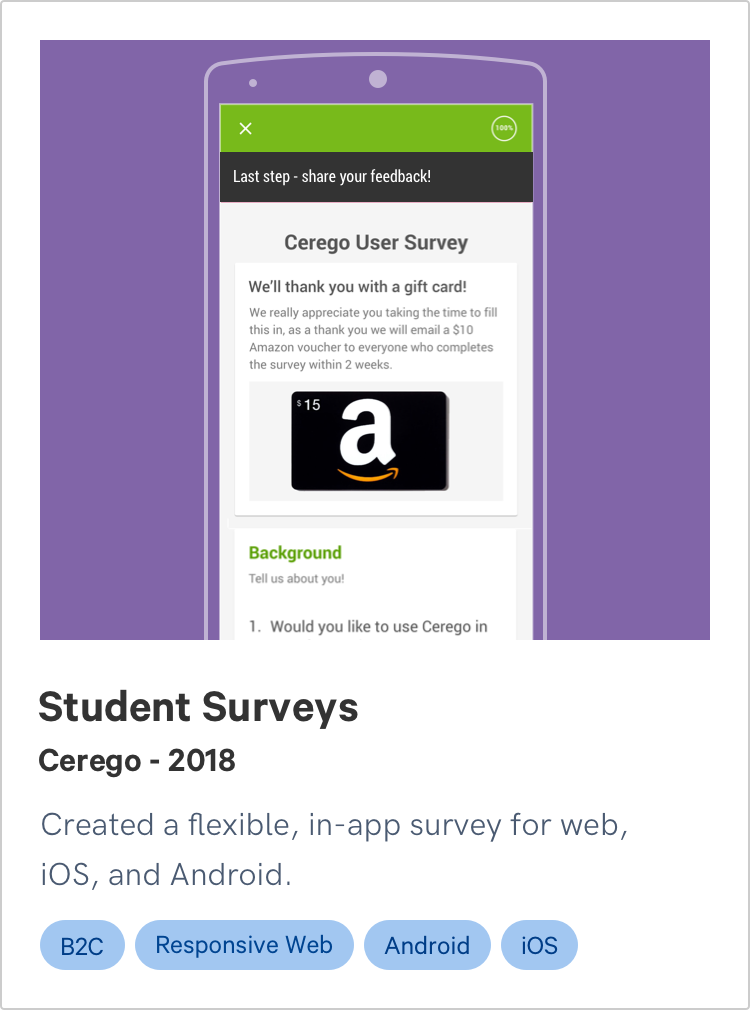 100%
Last step - share your feedback!
Cerego User Survey
We'll thank you with a gift card!
We really appreciate you taking the time to fill
this in, as a thank you we will email a $10
Amazon voucher to everyone who completes
the survey within 2 weeks.
$ 15
a
Background
Tell us about you!
1. Would you like to use Cerego in
Student Surveys
Cerego - 2018
Created a flexible, in-app survey for web,
iOS, and Android.
B2C Responsive Web Android iOS